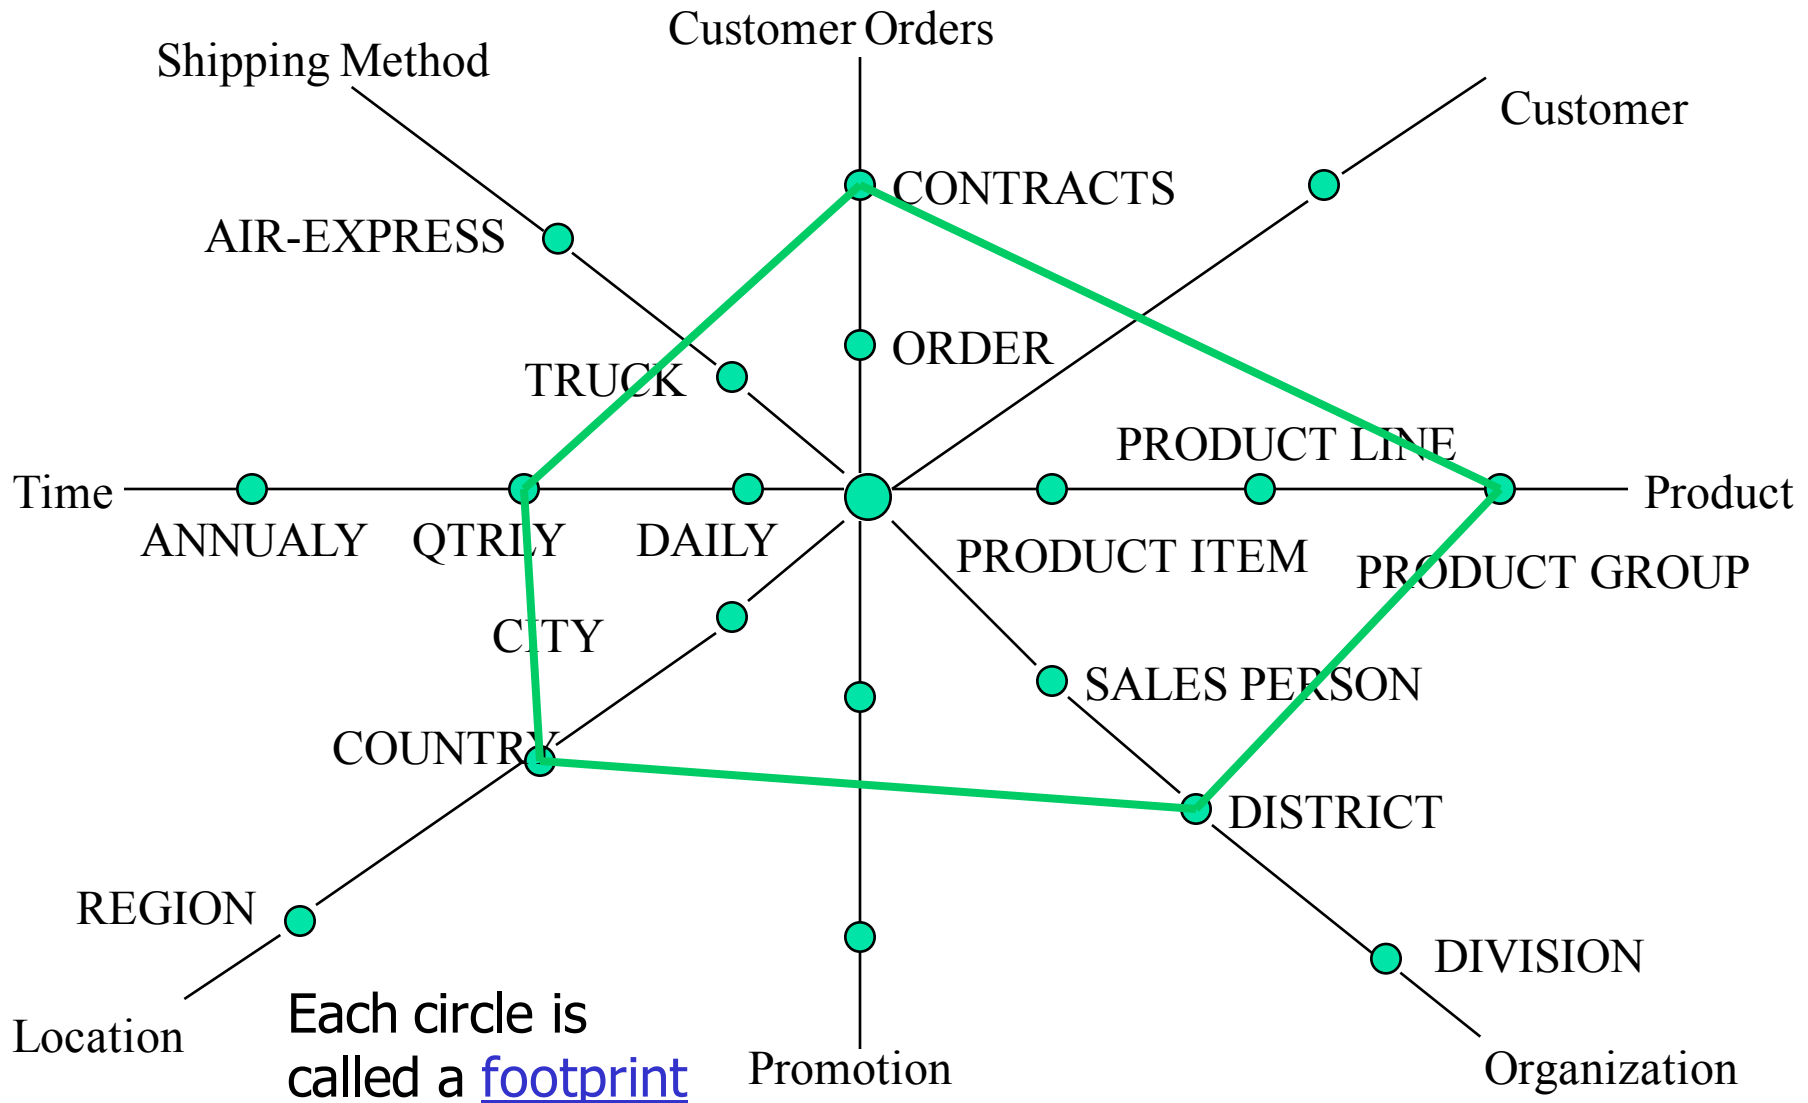 Customer Orders
Shipping Method
Customer
CONTRACTS
AIR-EXPRESS
ORDER
TRUCK
PRODUCT LINE
Time
Product
ANNUALY
QTRLY
DAILY
PRODUCT ITEM
PRODUCT GROUP
CITY
SALES PERSON
COUNTRY
DISTRICT
REGION
DIVISION
Each circle is
called a footprint
Location
Promotion
Organization